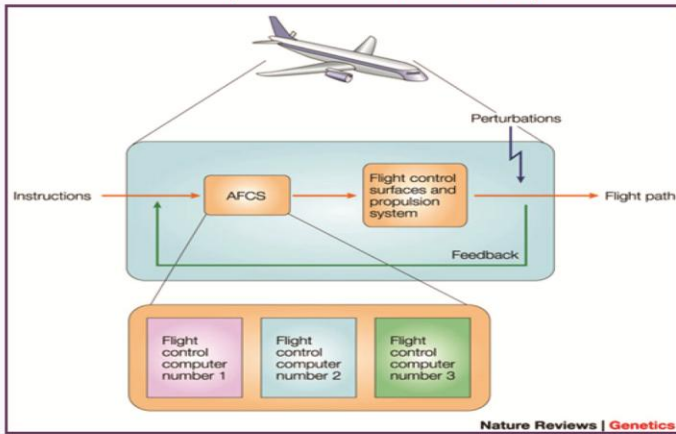 Perturbations
Instructions
AFCS
Flight control
surfaces and
propulsion
system
Flight path
Feedback
Flight
control
computer
number 1
Flight
control
computer
number 2
Flight
control
computer
number 3
Nature Reviews | Genetics